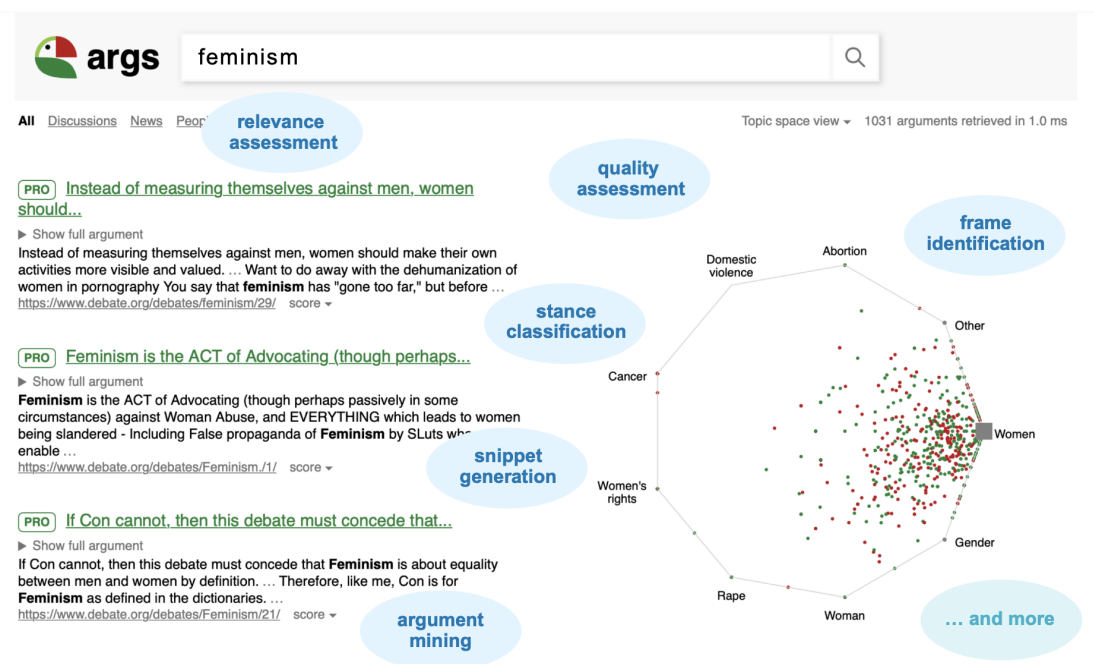 args
feminism
All Discussions News Peop
relevance
assessment
Topic space view 1031 arguments retrieved in 1.0 ms
quality
assessment
frame
identification
PRO Instead of measuring themselves against men, women
should...
Show full argument
Instead of measuring themselves against men, women should make their own
activities more visible and valued. … Want to do away with the dehumanization of
women in pornography You say that feminism has "gone too far," but before …
https://www.debate.org/debates/feminism/29/ score
stance
classification
PRO Feminism is the ACT of Advocating (though perhaps...
Show full argument
Feminism is the ACT of Advocating (though perhaps passively in some
circumstances) against Woman Abuse, and EVERYTHING which leads to women
being slandered - Including False propaganda of Feminism by SLuts
enable …
https://www.debate.org/debates/Feminism./1/ score
snippet
generation
PRO If Con cannot, then this debate must concede that...
Show full argument
If Con cannot, then this debate must concede that Feminism is about equality
between men and women by definition. … Therefore, like me, Con is for
Feminism as defined in the dictionaries. …
https://www.debate.org/debates/Feminism/21/ score
argument
mining
Abortion
Domestic
violence
Other
Cancer
Women
Women's
rights
Gender
Rape
Woman
... and more